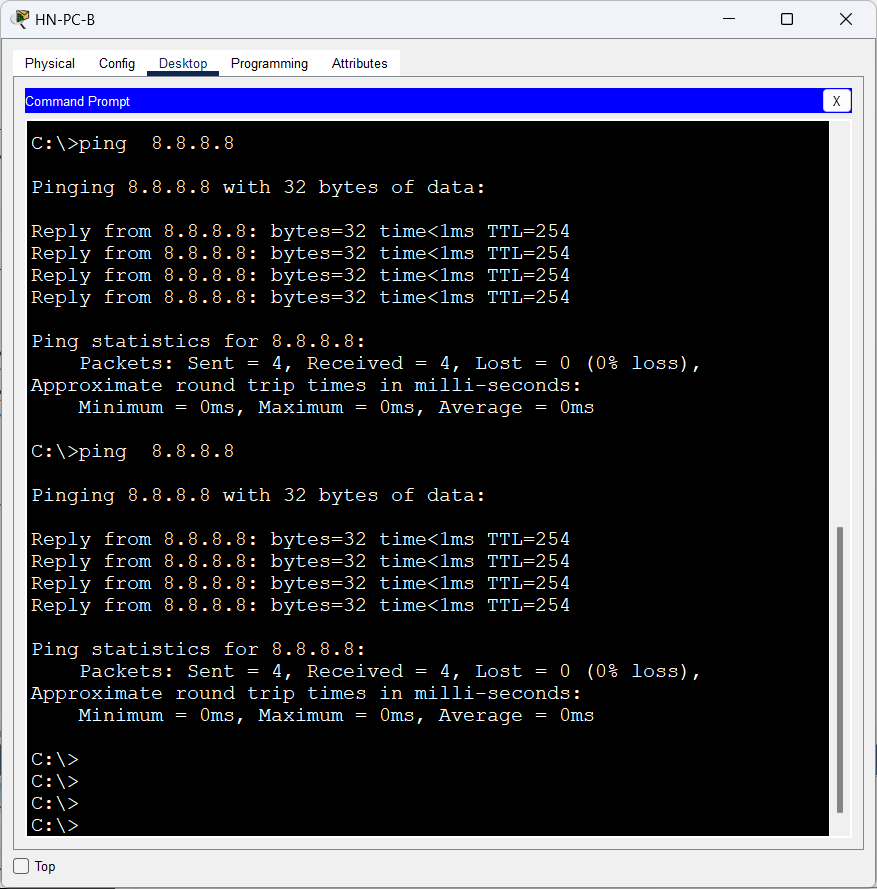 HN-PC-B
Physical Config Desktop Programming Attributes
Command Prompt X
C:\>ping  8.8.8.8
Pinging 8.8.8.8 with 32 bytes of data:
Reply from 8.8.8.8: bytes=32 time<1ms TTL=254
Reply from 8.8.8.8: bytes=32 time<1ms TTL=254
Reply from 8.8.8.8: bytes=32 time<1ms TTL=254
Reply from 8.8.8.8: bytes=32 time<1ms TTL=254
Ping statistics for 8.8.8.8:
    Packets: Sent = 4, Received = 4, Lost = 0 (0% loss),
Approximate round trip times in milli-seconds:
    Minimum = 0ms, Maximum = 0ms, Average = 0ms
C:\>ping  8.8.8.8
Pinging 8.8.8.8 with 32 bytes of data:
Reply from 8.8.8.8: bytes=32 time<1ms TTL=254
Reply from 8.8.8.8: bytes=32 time<1ms TTL=254
Reply from 8.8.8.8: bytes=32 time<1ms TTL=254
Reply from 8.8.8.8: bytes=32 time<1ms TTL=254
Ping statistics for 8.8.8.8:
    Packets: Sent = 4, Received = 4, Lost = 0 (0% loss),
Approximate round trip times in milli-seconds:
    Minimum = 0ms, Maximum = 0ms, Average = 0ms
C:\>
C:\>
C:\>
C:\>
Top